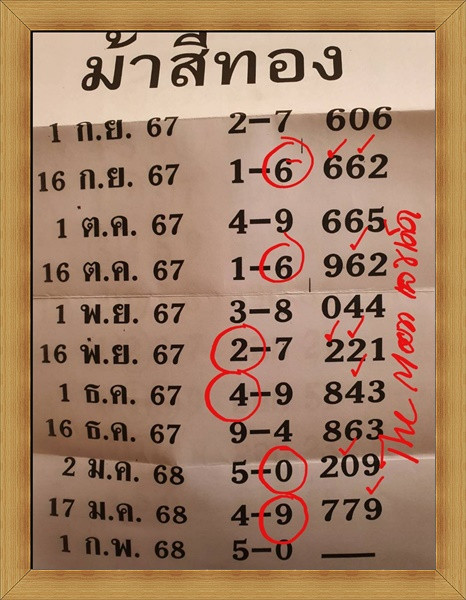 ม้าสีทอง
1 ก.ย. 67 2-7 606
16 ก.ย. 67 1-6 662
1 ต.ค. 67 4-9 665
16 ต.ค. 67 1-6 962
1 พ.ย. 67 3-8 044
16 พ.ย. 67 2-7 221
1 ธ.ค. 67 4-9 843
16 ธ.ค. 67 9-4 863
2 ม.ค. 68 5-0 209
17 ม.ค. 68 4-9 779
1 ก.พ. 68 5-0 —